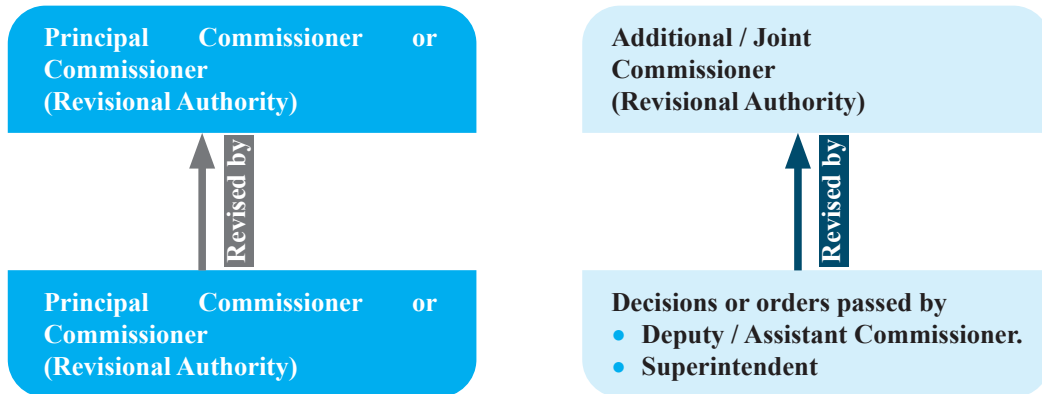 Principal Commissioner or
Commissioner
(Revisional Authority)
Revised by
Principal Commissioner or
Commissioner
(Revisional Authority)
Additional / Joint
Commissioner
(Revisional Authority)
Revised by
Decisions or orders passed by
● Deputy / Assistant Commissioner.
● Superintendent